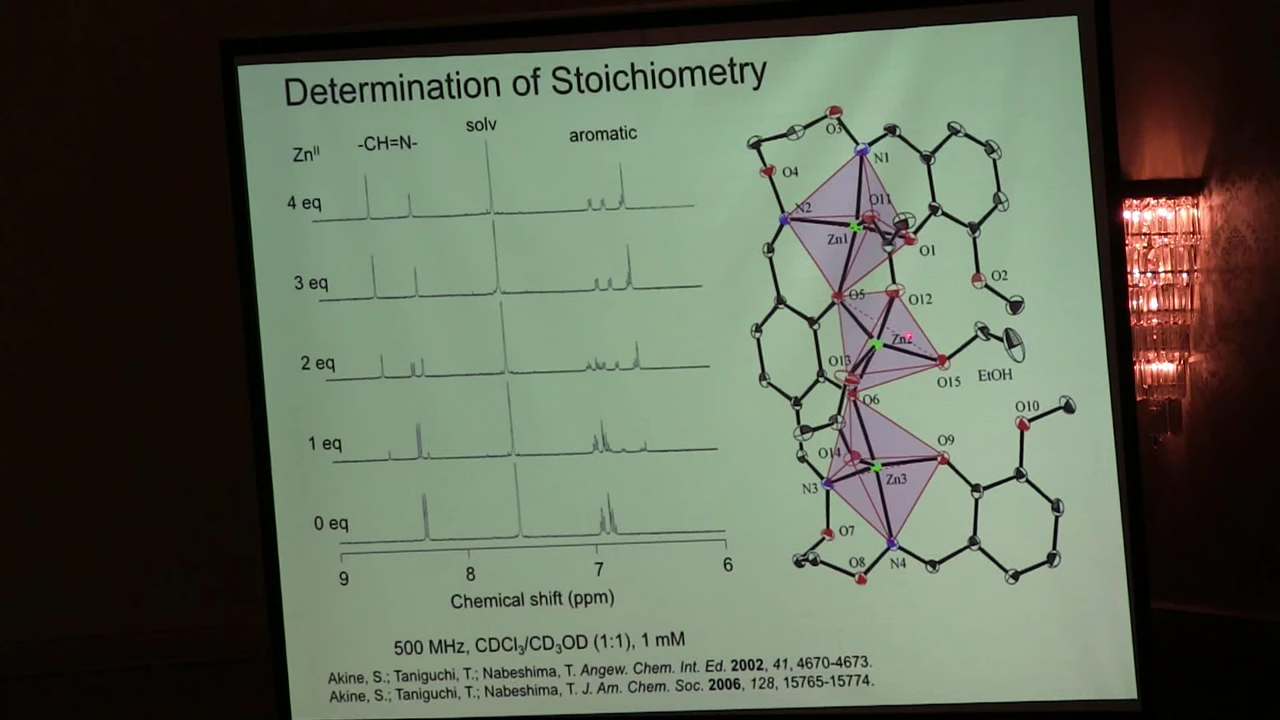 Determination of Stoichiometry
Zn^II
-CH=N-
solv
aromatic
4 eq
3 eq
2 eq
1 eq
0 eq
9
8
7
6
Chemical shift (ppm)
500 MHz, CDCl₃/CD₃OD (1:1), 1 mM
Akine, S.; Taniguchi, T.; Nabeshima, T. Angew. Chem. Int. Ed. 2002, 41, 4670-4673.
Akine, S.; Taniguchi, T.; Nabeshima, T. J. Am. Chem. Soc. 2006, 128, 15765-15774.
O3
N1
O4
N2
O11
Zn1
O1
O2
O5
O12
Zn2
O13
O15
EtOH
O6
O10
O14
O9
N3
Zn3
O7
O8
N4